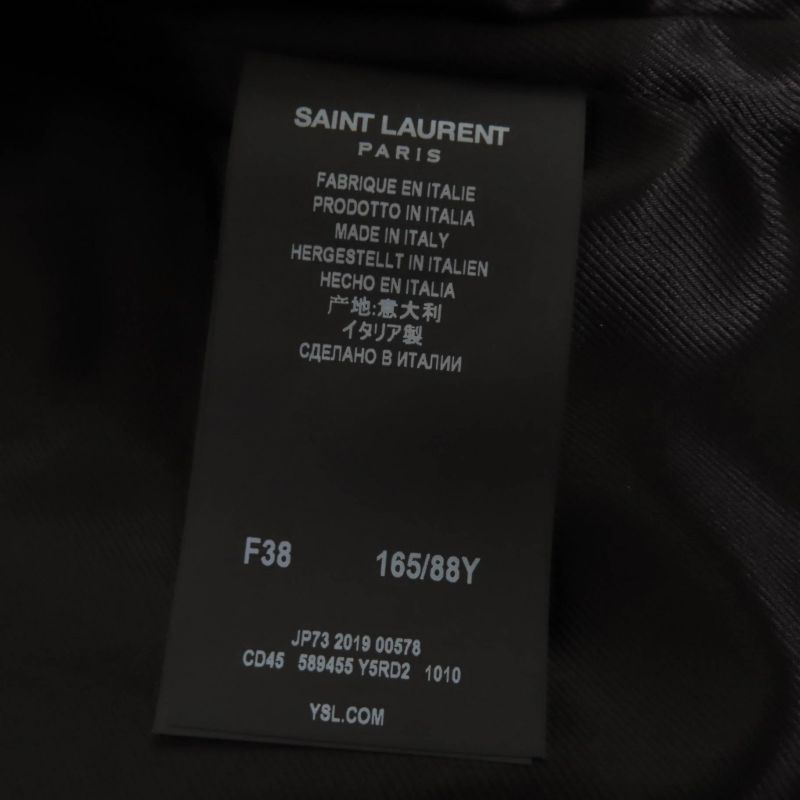 SAINT LAURENT
PARIS
FABRIQUE EN ITALIE
PRODOTTO IN ITALIA
MADE IN ITALY
HERGESTELLT IN ITALIEN
HECHO EN ITALIA
产地:意大利
イタリア製
СДЕЛАНО В ИТАЛИИ
F38 165/88Y
JP73 2019 00578
CD45 589455 Y5RD2 1010
YSL.COM